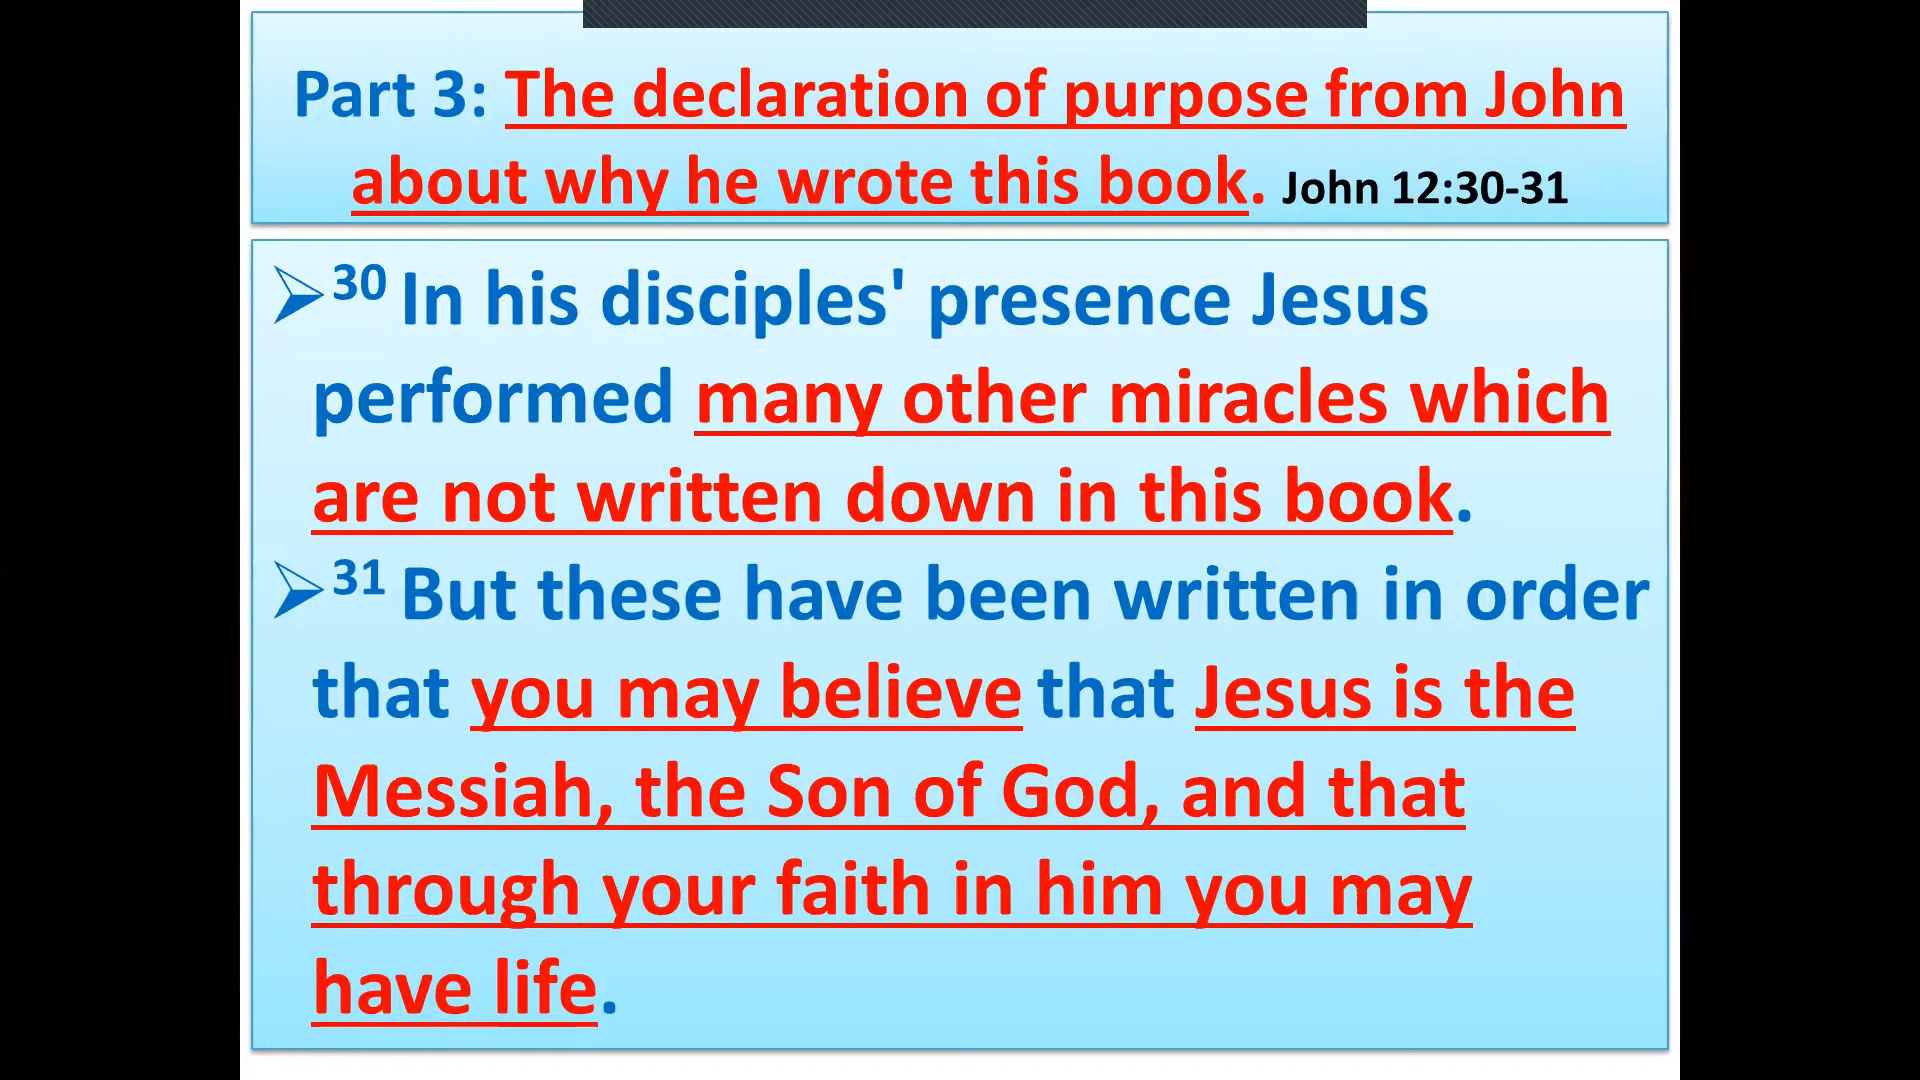 Part 3: The declaration of purpose from John
about why he wrote this book. John 12:30-31
30 In his disciples' presence Jesus
performed many other miracles which
are not written down in this book.
31 But these have been written in order
that you may believe that Jesus is the
Messiah, the Son of God, and that
through your faith in him you may
have life.